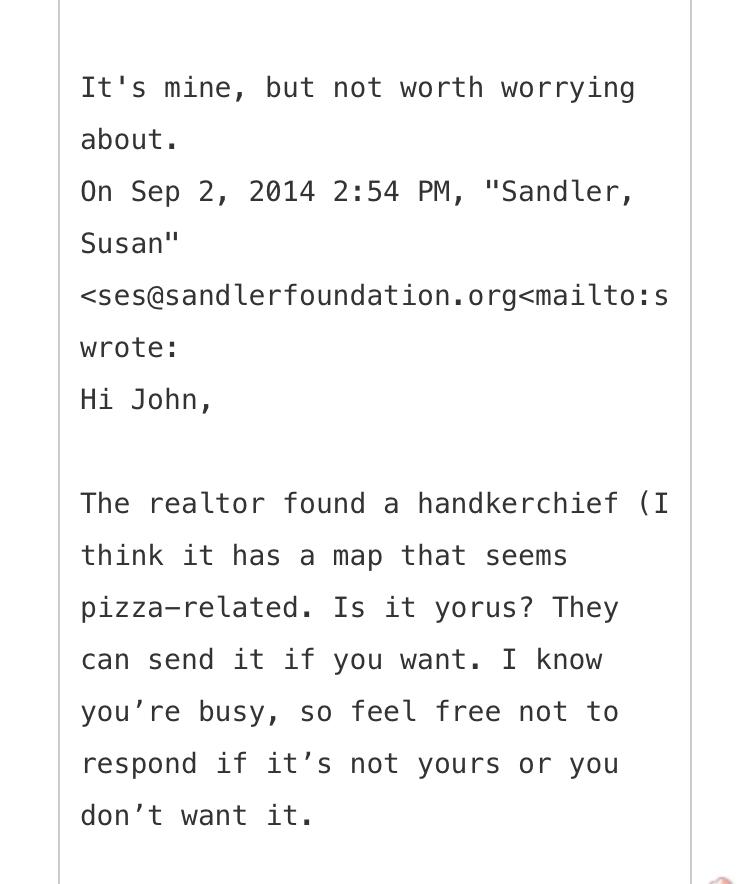 It's mine, but not worth worrying
about.
On Sep 2, 2014 2:54 PM, "Sandler,
Susan"
<ses@sandlerfoundation.org<mailto:s
wrote:
Hi John,
The realtor found a handkerchief (I
think it has a map that seems
pizza-related. Is it yorus? They
can send it if you want. I know
you’re busy, so feel free not to
respond if it’s not yours or you
don’t want it.